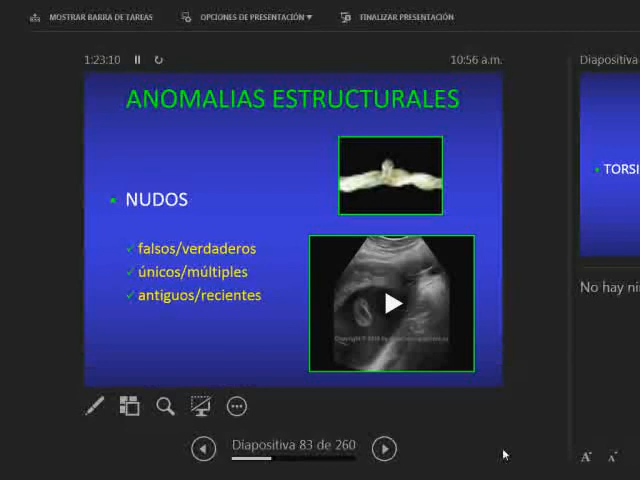 MOSTRAR BARRA DE TAREAS
OPCIONES DE PRESENTACIÓN
FINALIZAR PRESENTACIÓN
1:23:10
10:56 a.m.
Diapositiva
ANOMALIAS ESTRUCTURALES
NUDOS
falsos/verdaderos
únicos/múltiples
antiguos/recientes
TORSI
No hay nin
Diapositiva 83 de 260
A A